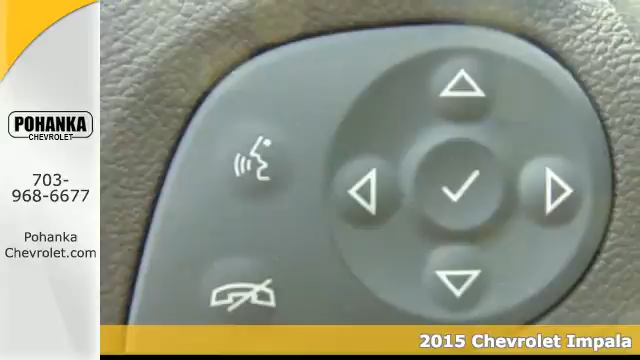 POHANKA
CHEVROLET
703-
968-6677
Pohanka
Chevrolet.com
2015 Chevrolet Impala